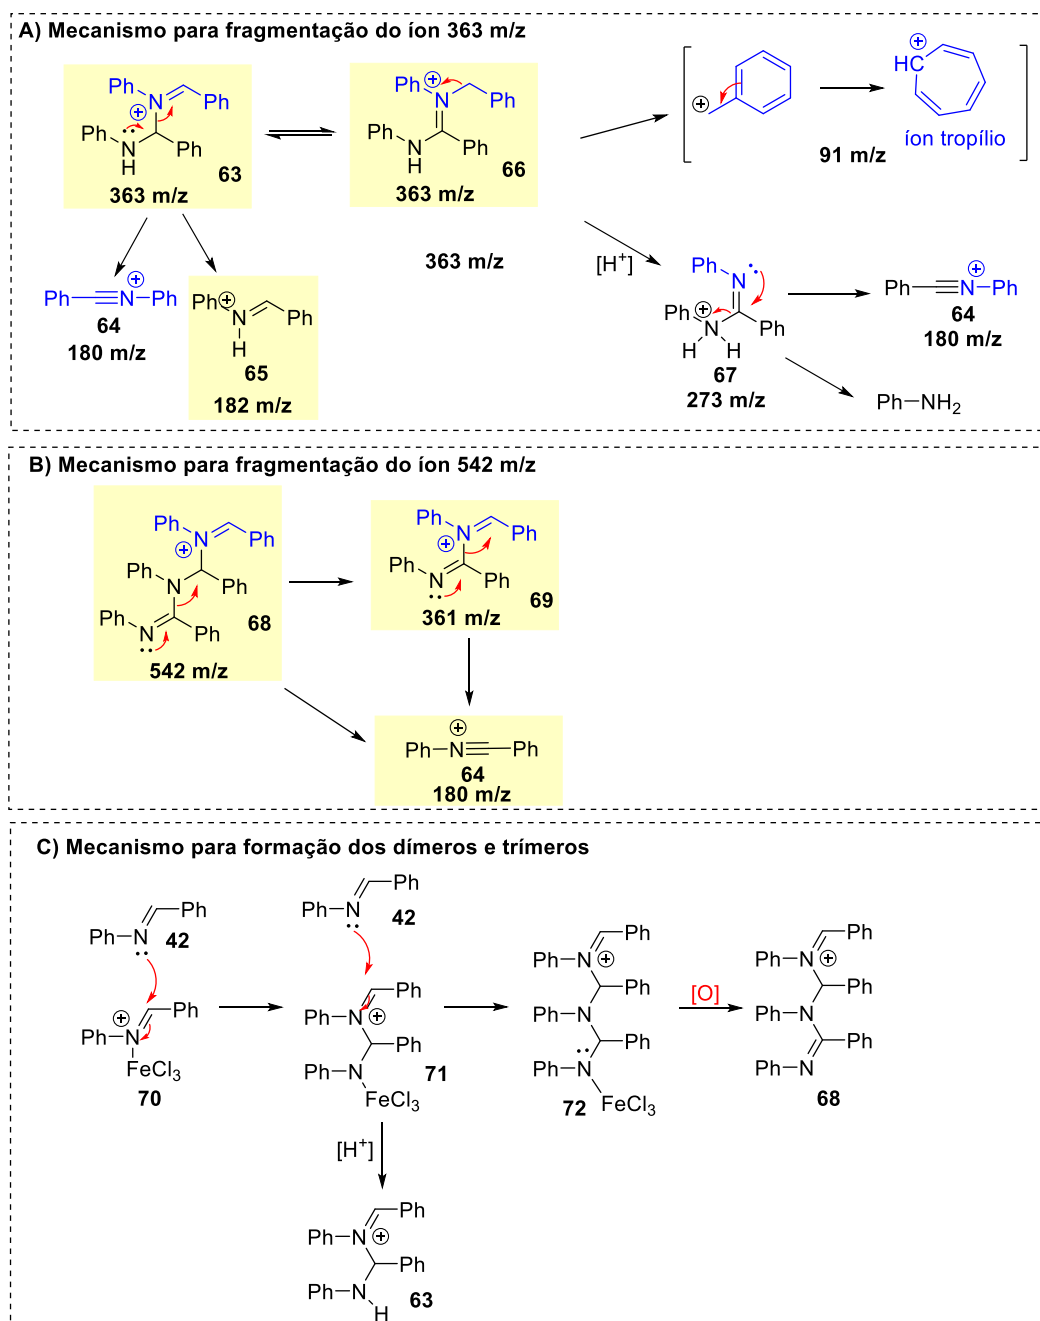 A) Mecanismo para fragmentação do íon 363 m/z
Ph N + Ph
Ph N H Ph
63
363 m/z
Ph N + Ph
Ph N H Ph
66
363 m/z
363 m/z
+
HC +
91 m/z
íon tropílio
Ph N + Ph
64
180 m/z
Ph + N H Ph
65
182 m/z
[H+]
Ph N
Ph + N H H Ph
67
273 m/z
Ph N + Ph
64
180 m/z
Ph NH2
B) Mecanismo para fragmentação do íon 542 m/z
Ph N + Ph
Ph N Ph
Ph N Ph
68
542 m/z
Ph N + Ph
Ph N Ph
69
361 m/z
Ph N + Ph
64
180 m/z
C) Mecanismo para formação dos dímeros e trímeros
Ph N Ph
42
Ph + N Ph
FeCl3
70
Ph N Ph
42
Ph N + Ph
Ph N Ph
FeCl3
71
Ph N + Ph
Ph N Ph
Ph N Ph
FeCl3
72
[O]
Ph N + Ph
Ph N Ph
Ph N Ph
68
[H+]
Ph N + Ph
Ph N H Ph
63